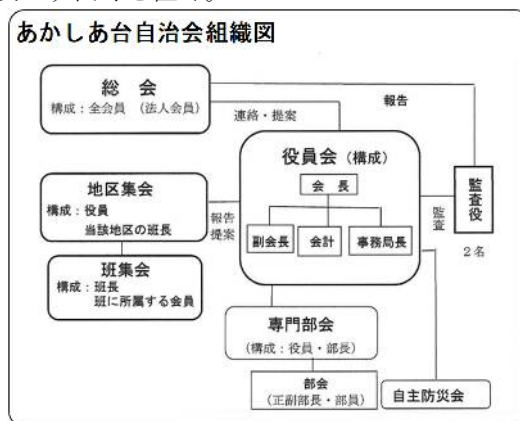 あかしあ台自治会組織図
総　会
構成：全会員　（法人会員）
報告
連絡・提案
役員会（構成）
会　長
副会長
会計
事務局長
監査
監査役
2名
地区集会
構成：役員
当該地区の班長
報告
提案
班集会
構成：班長
班に所属する会員
専門部会
（構成：役員・部長）
部会
（正副部長・部員）
自主防災会